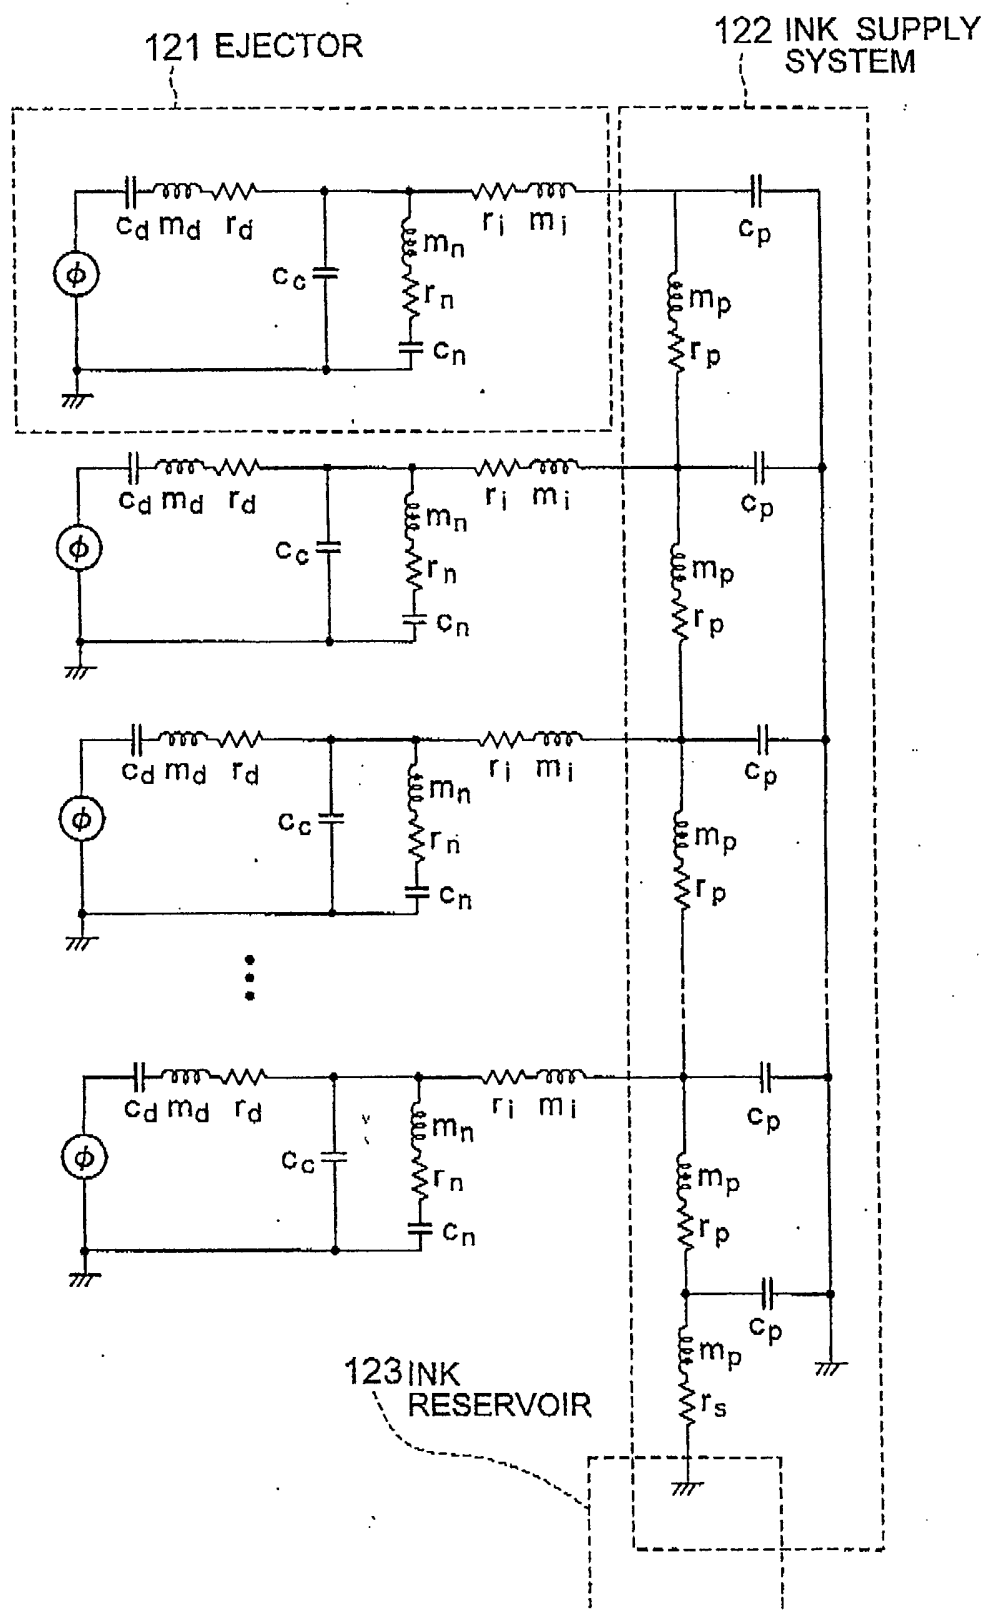 121 EJECTOR
122 INK SUPPLY
SYSTEM
cd md rd
ri mi
cp
mn
rn
cn
cc
ϕ
mp
rp
cd md rd
ri mi
cp
mn
rn
cn
cc
ϕ
mp
rp
cd md rd
ri mi
cp
mn
rn
cn
cc
ϕ
mp
rp
cd md rd
ri mi
cp
mn
rn
cn
cc
ϕ
mp
rp
cp
mp
rs
123 INK
RESERVOIR